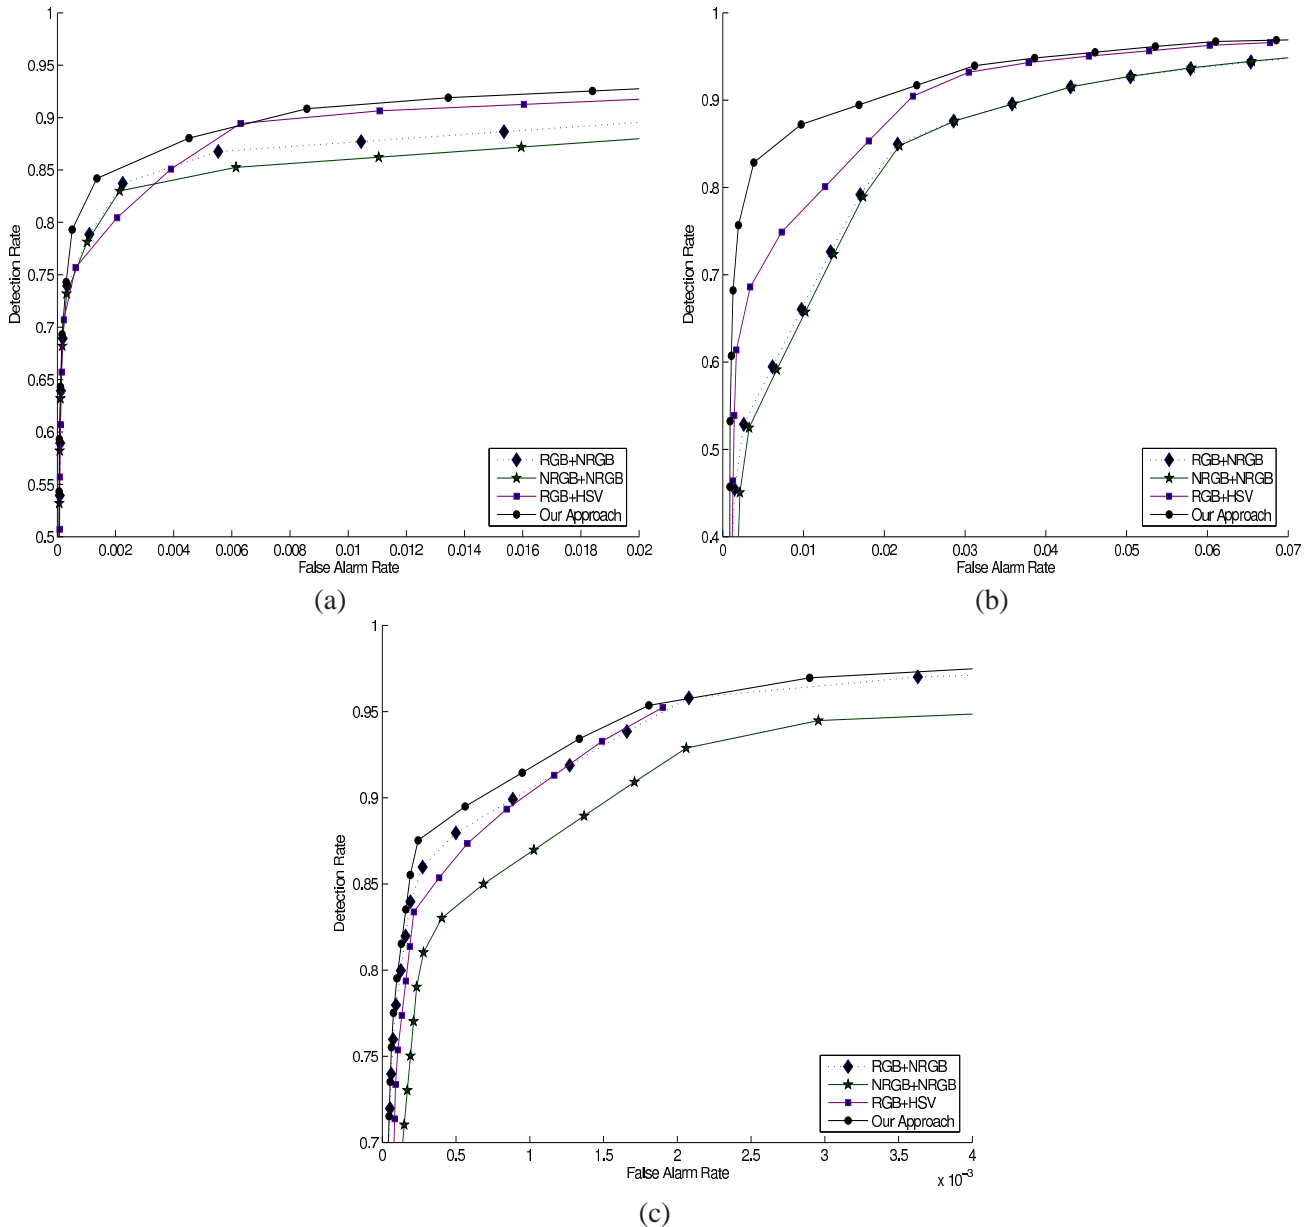 1
0.95
0.9
0.85
0.8
0.75
0.7
0.65
0.6
0.55
0.5
Detection Rate
0 0.002 0.004 0.006 0.008 0.01 0.012 0.014 0.016 0.018 0.02
False Alarm Rate
RGB+NRGB
NRGB+NRGB
RGB+HSV
Our Approach
(a)
1
0.9
0.8
0.7
0.6
0.5
0.4
Detection Rate
0 0.01 0.02 0.03 0.04 0.05 0.06 0.07
False Alarm Rate
RGB+NRGB
NRGB+NRGB
RGB+HSV
Our Approach
(b)
1
0.95
0.9
0.85
0.8
0.75
0.7
Detection Rate
0 0.5 1 1.5 2 2.5 3 3.5 4
False Alarm Rate
x 10⁻³
RGB+NRGB
NRGB+NRGB
RGB+HSV
Our Approach
(c)